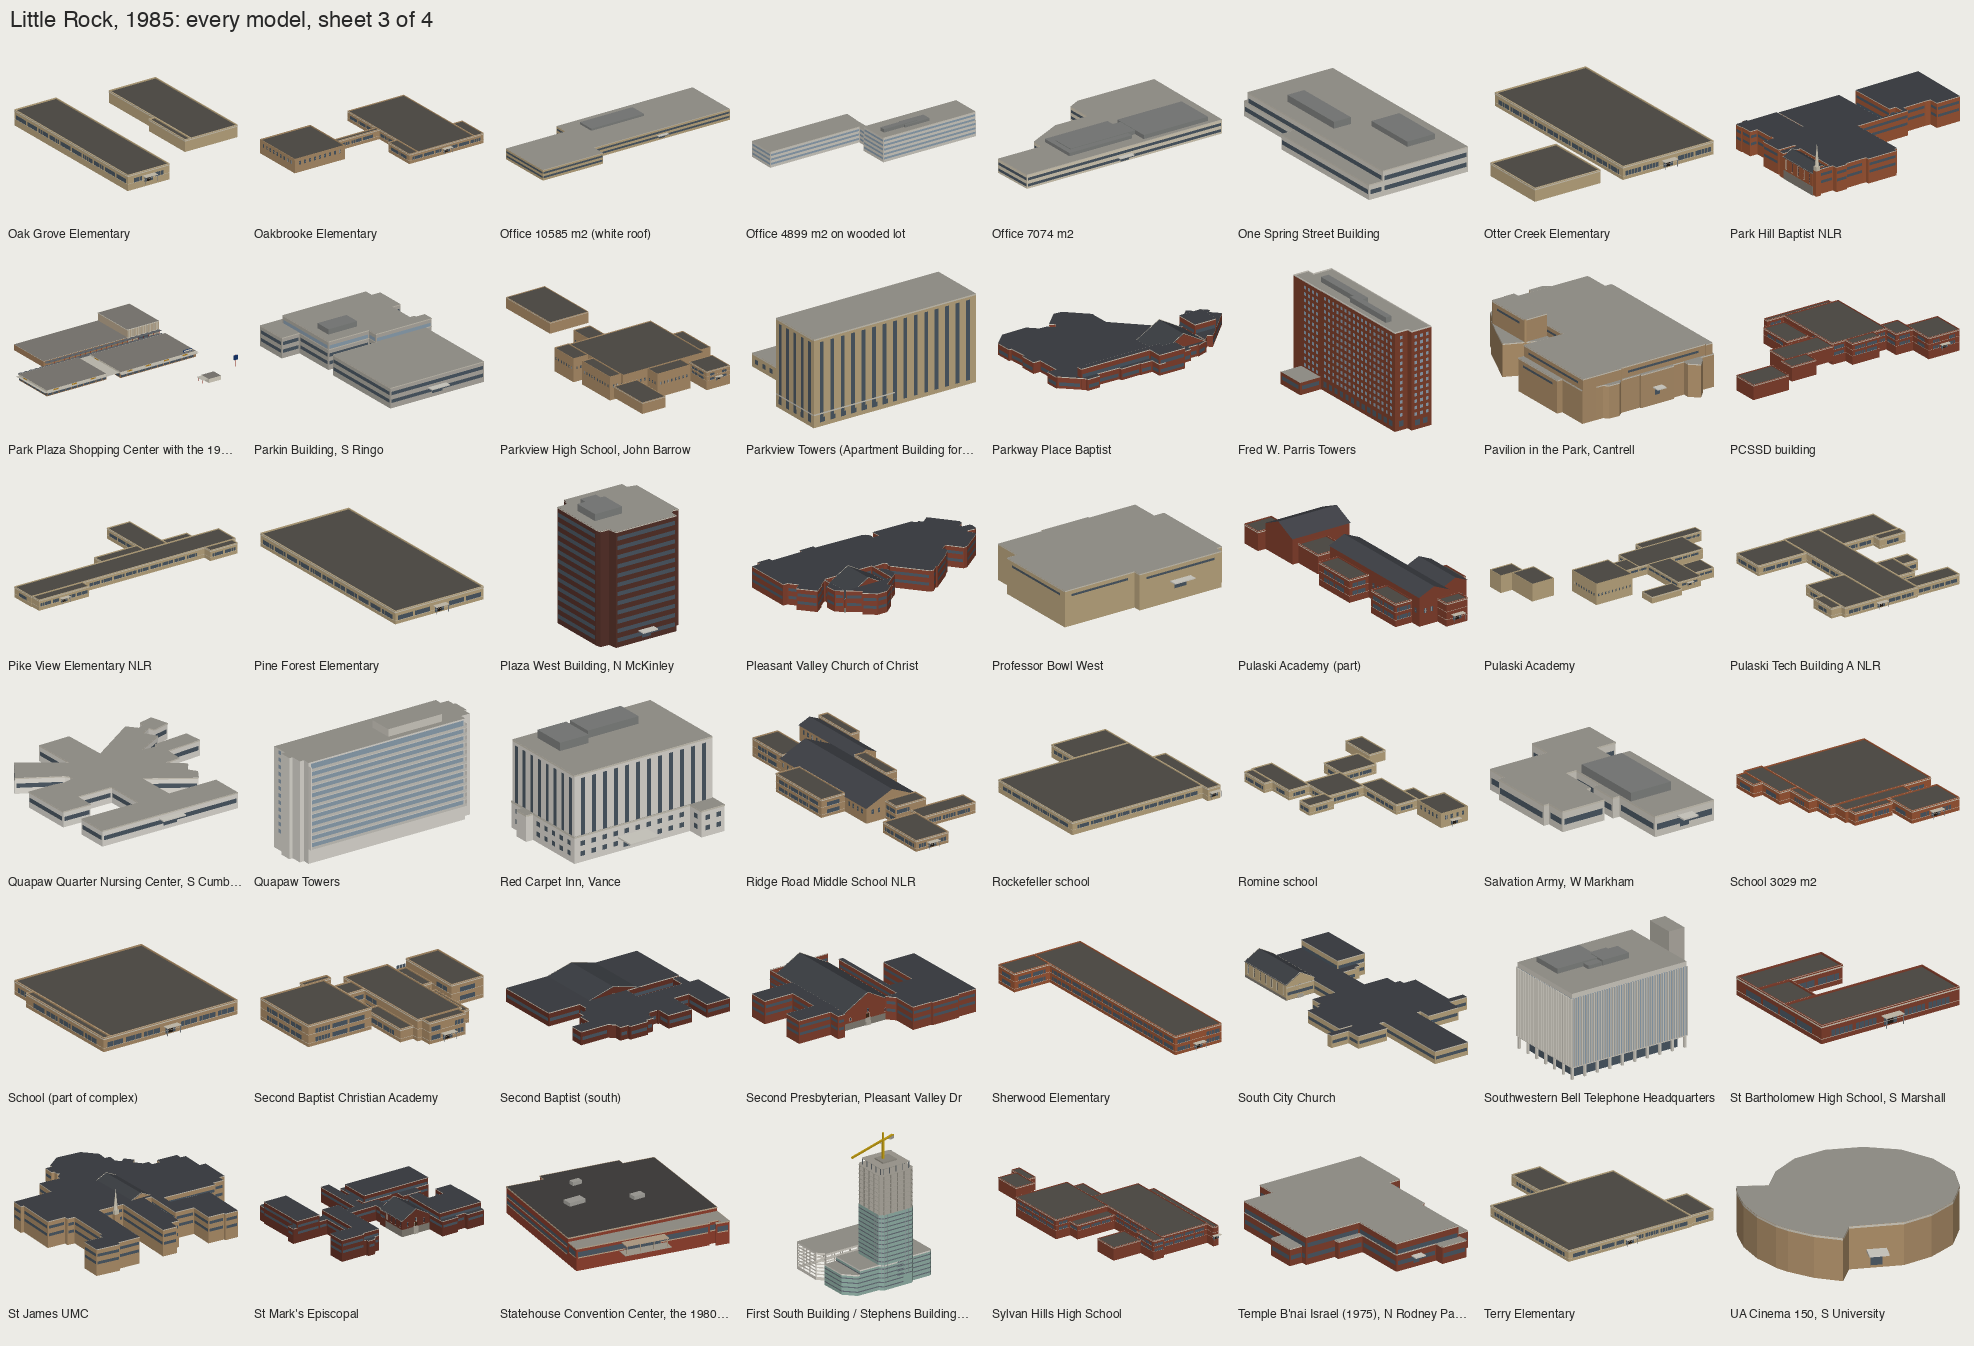 Little Rock, 1985: every model, sheet 3 of 4
Oak Grove Elementary
Oakbrooke Elementary
Office 10585 m2 (white roof)
Office 4899 m2 on wooded lot
Office 7074 m2
One Spring Street Building
Otter Creek Elementary
Park Hill Baptist NLR
Park Plaza Shopping Center with the 19…
Parkin Building, S Ringo
Parkview High School, John Barrow
Parkview Towers (Apartment Building for…
Parkway Place Baptist
Fred W. Parris Towers
Pavilion in the Park, Cantrell
PCSSD building
Pike View Elementary NLR
Pine Forest Elementary
Plaza West Building, N McKinley
Pleasant Valley Church of Christ
Professor Bowl West
Pulaski Academy (part)
Pulaski Academy
Pulaski Tech Building A NLR
Quapaw Quarter Nursing Center, S Cumb…
Quapaw Towers
Red Carpet Inn, Vance
Ridge Road Middle School NLR
Rockefeller school
Romine school
Salvation Army, W Markham
School 3029 m2
School (part of complex)
Second Baptist Christian Academy
Second Baptist (south)
Second Presbyterian, Pleasant Valley Dr
Sherwood Elementary
South City Church
Southwestern Bell Telephone Headquarters
St Bartholomew High School, S Marshall
St James UMC
St Mark's Episcopal
Statehouse Convention Center, the 1980…
First South Building / Stephens Building…
Sylvan Hills High School
Temple B'nai Israel (1975), N Rodney Pa…
Terry Elementary
UA Cinema 150, S University